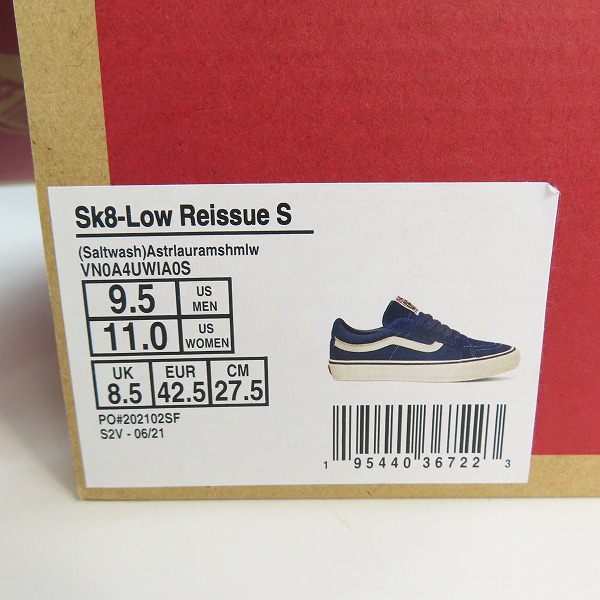 Sk8-Low Reissue S
(Saltwash)Astrlauramshmlw
VN0A4UWIA0S
9.5 US MEN
11.0 US WOMEN
UK 8.5 EUR 42.5 CM 27.5
PO#202102SF
S2V - 06/21
1 95440 36722 3